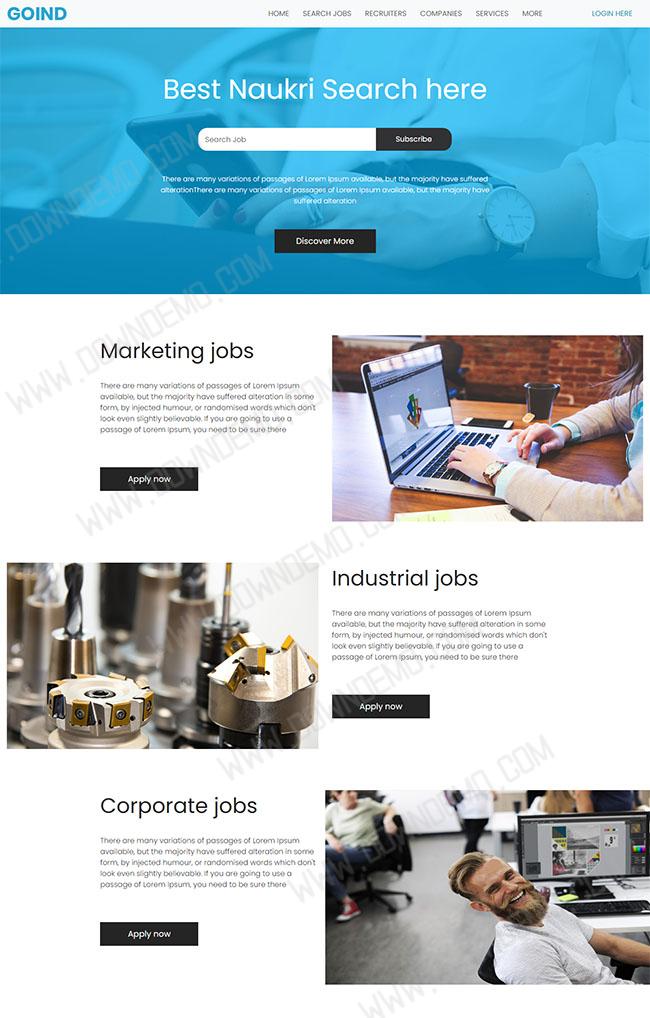 GOIND
HOME SEARCH JOBS RECRUITERS COMPANIES SERVICES MORE LOGIN HERE
Best Naukri Search here
Search Job Subscribe
There are many variations of passages of Lorem Ipsum available, but the majority have suffered
alterationThere are many variations of passages of Lorem Ipsum available, but the majority have
suffered alteration
Discover More
Marketing jobs
There are many variations of passages of Lorem Ipsum
available, but the majority have suffered alteration in some
form, by injected humour, or randomised words which don't
look even slightly believable. If you are going to use a
passage of Lorem Ipsum, you need to be sure there
Apply now
Industrial jobs
There are many variations of passages of Lorem Ipsum
available, but the majority have suffered alteration in some
form, by injected humour, or randomised words which don't
look even slightly believable. If you are going to use a
passage of Lorem Ipsum, you need to be sure there
Apply now
Corporate jobs
There are many variations of passages of Lorem Ipsum
available, but the majority have suffered alteration in some
form, by injected humour, or randomised words which don't
look even slightly believable. If you are going to use a
passage of Lorem Ipsum, you need to be sure there
Apply now
WWW.DOWNDEMO.COM